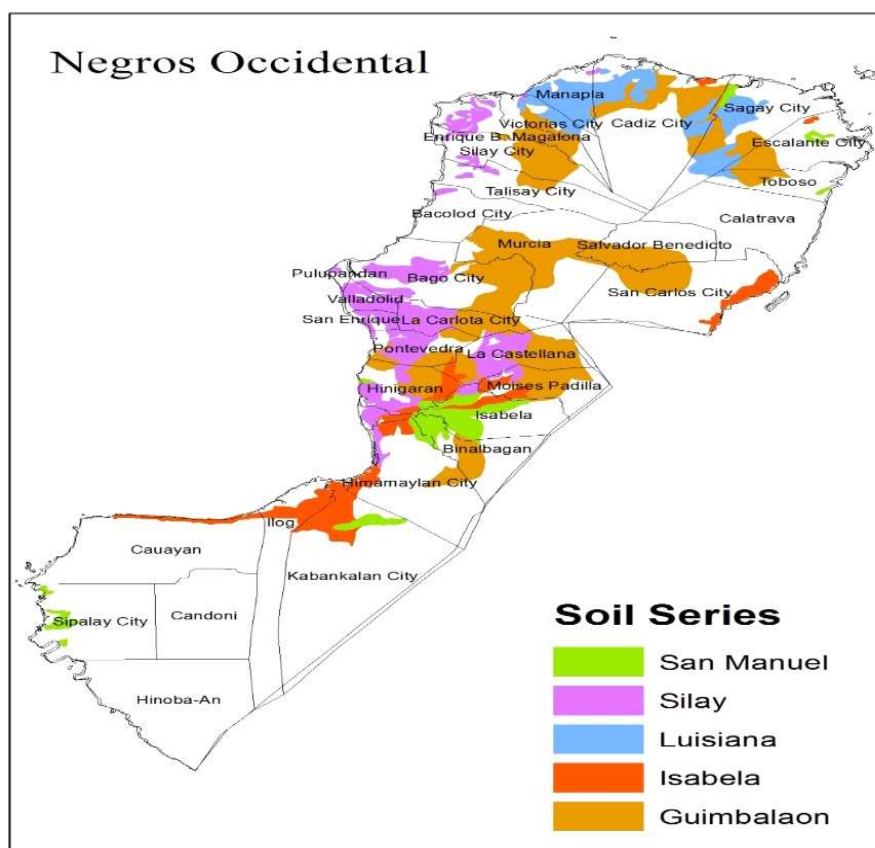 Negros Occidental
Manapla
Sagay City
Victorias City
Cadiz City
Enrique B. Magalona
Escalante City
Silay City
Toboso
Talisay City
Bacolod City
Calatrava
Murcia
Salvador Benedicto
Pulupandan
Bago City
San Carlos City
Valladolid
San Enrique
La Carlota City
Pontevedra
La Castellana
Hinigaran
Moises Padilla
Isabela
Binalbagan
Himamaylan City
Ilog
Cauayan
Kabankalan City
Sipalay City
Candoni
Hinoba-An
Soil Series
San Manuel
Silay
Luisiana
Isabela
Guimbalaon